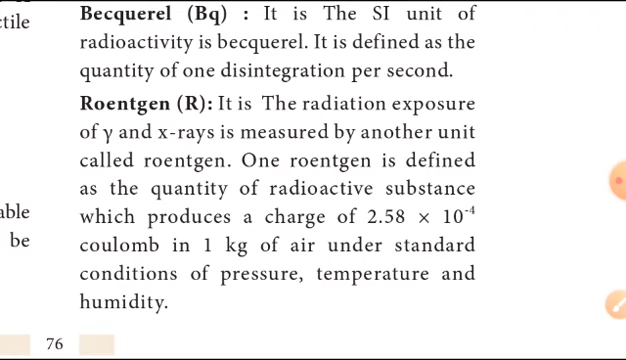 ctile
able
be
Becquerel (Bq) : It is The SI unit of
radioactivity is becquerel. It is defined as the
quantity of one disintegration per second.
Roentgen (R): It is The radiation exposure
of γ and x-rays is measured by another unit
called roentgen. One roentgen is defined
as the quantity of radioactive substance
which produces a charge of 2.58 × 10⁻⁴
coulomb in 1 kg of air under standard
conditions of pressure, temperature and
humidity.
76